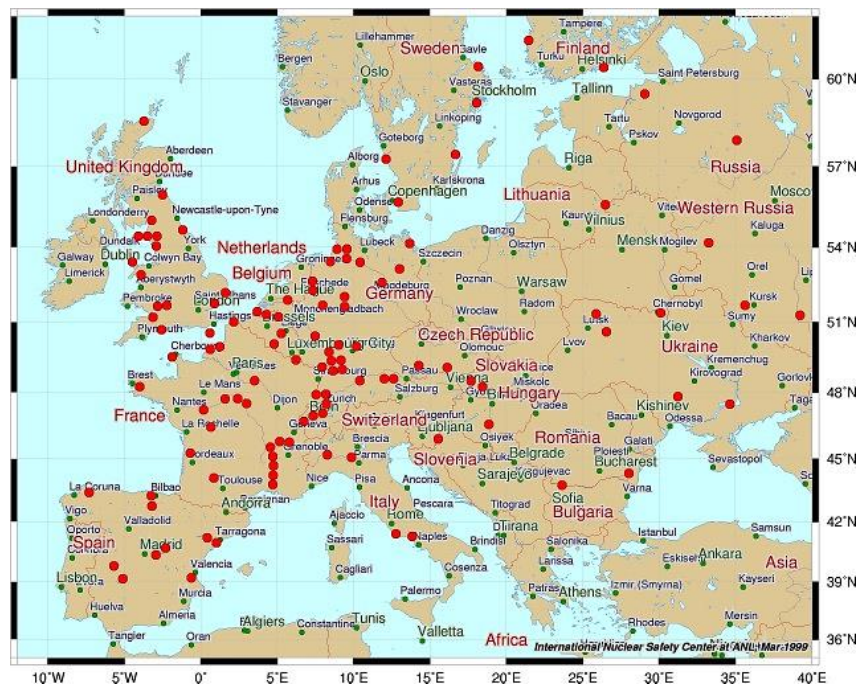 Lillehammer
Sweden
Gavle
Tampere
Finland
Turku
Helsinki
Bergen
Oslo
60°N
Saint Petersburg
Vasteras
Stockholm
Tallinn
Stavanger
Linkoping
Tartu
Novgorod
Pskov
Goteborg
Aberdeen
Alborg
57°N
United Kingdom
Riga
Russia
Paisley
Arhus
Copenhagen
Karlskrona
Lithuania
Moscow
Odense
Western Russia
Londonderry
Newcastle-upon-Tyne
Flensburg
Vilnius
Kaluga
Dundalk
York
Netherlands
Lubeck
Danzig
Minsk
Mogilev
54°N
Galway
Dublin
Colwyn Bay
Belgium
Szczecin
Olsztyn
Limerick
Aberystwyth
The Hague
Germany
Poznan
Warsaw
Gomel
Orel
Pembroke
London
Radom
Chernobyl
Kursk
Wroclaw
Plymouth
Hastings
Lutsk
Kiev
Sumy
51°N
Cherbourg
Luxembourg City
Czech Republic
Lvov
Ukraine
Kharkov
Olomouc
Paris
Slovakia
Kremenchug
Brest
Le Mans
Strasbourg
Passau
Vienna
Miskolc
Kirovograd
48°N
Nantes
Dijon
Salzburg
Hungary
Gorlovka
France
Switzerland
Oradea
Kishinev
La Rochelle
Geneva
Klagenfurt
Bacau
Odessa
Ljubljana
Romania
Bordeaux
Grenoble
Brescia
Osiyek
Galati
45°N
Parma
Slovenia
Belgrade
Ploiesti
Bucharest
Sevastopol
La Coruna
Bilbao
Toulouse
Nice
Pisa
Ancona
Sarajevo
Varna
Vigo
Andorra
Italy
Pescara
Sofia
Valladolid
Ajaccio
Rome
Titograd
Bulgaria
Oporto
Tarragona
42°N
Spain
Madrid
Sassari
Naples
Brindisi
Tirana
Salonika
Istanbul
Samsun
Valencia
Eskisehir
Ankara
Asia
Lisbon
Cagliari
Cosenza
Larissa
Kayseri
39°N
Murcia
Palermo
Patras
Athens
Izmir (Smyrna)
Huelva
Almeria
Mersin
Tangier
Oran
Algiers
Constantine
Tunis
Valletta
Africa
Rhodes
36°N
International Nuclear Safety Center at ANL, Mar 1999
10°W
5°W
0°
5°E
10°E
15°E
20°E
25°E
30°E
35°E
40°E